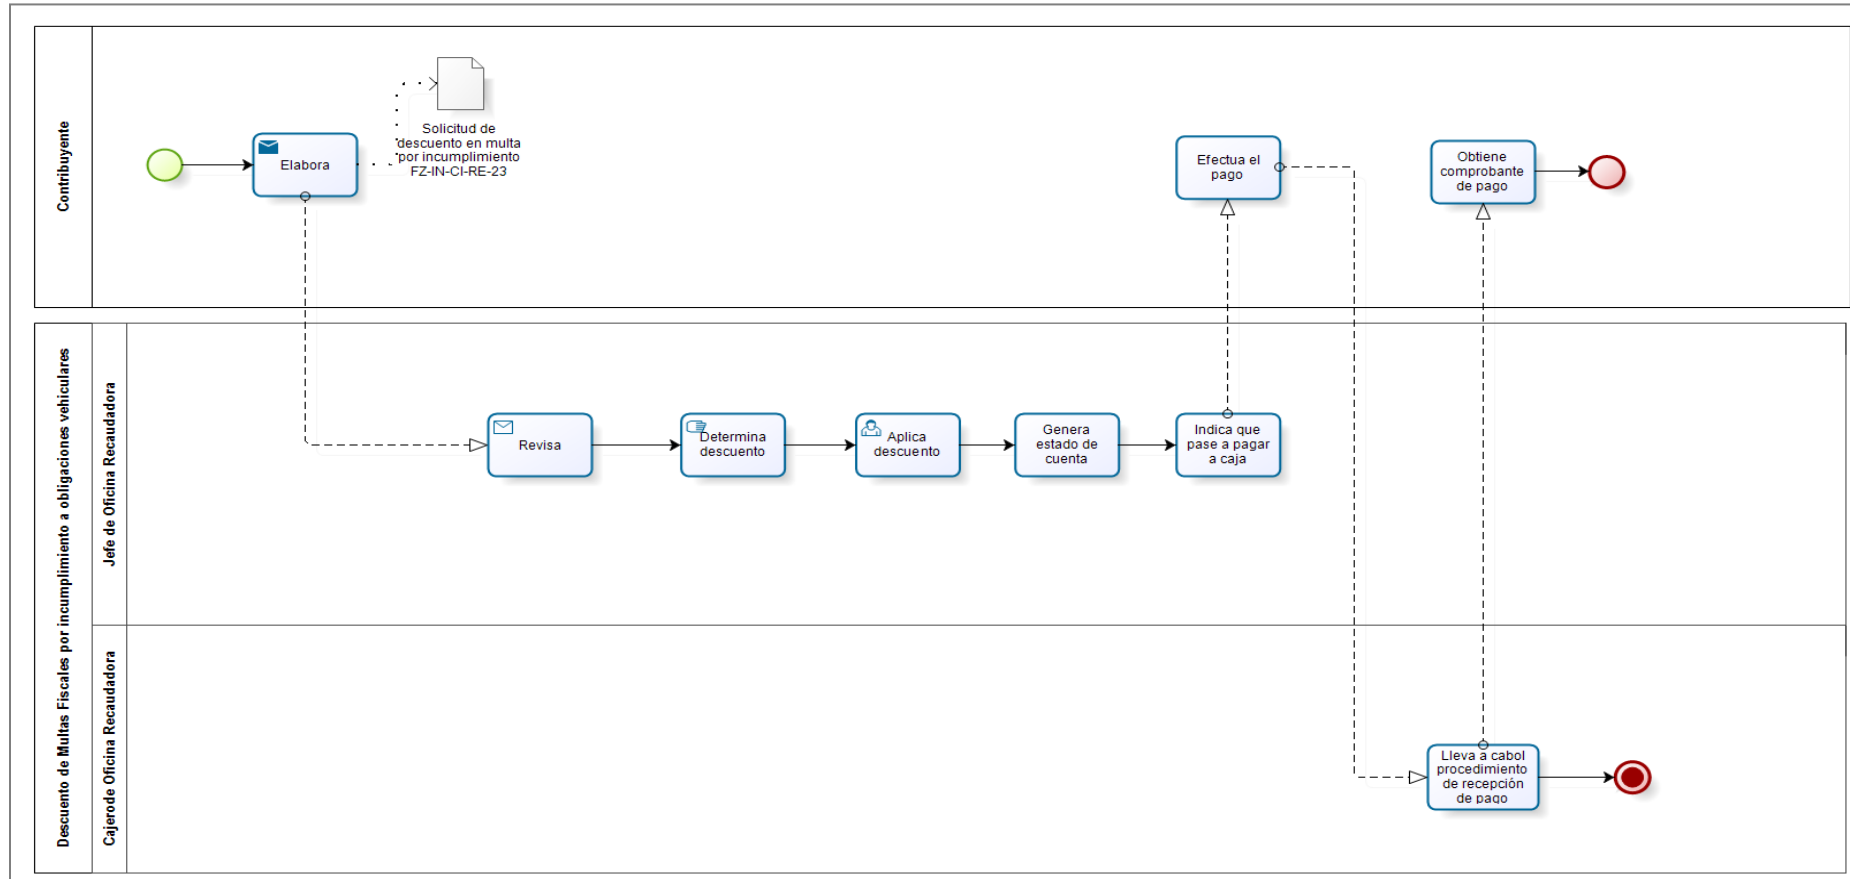 Contribuyente
Elabora
Solicitud de
descuento en multa
por incumplimiento
FZ-IN-CI-RE-23
Efectua el
pago
Obtiene
comprobante
de pago
Descuento de Multas Fiscales por incumplimiento a obligaciones vehiculares
Jefe de Oficina Recaudadora
Revisa
Determina
descuento
Aplica
descuento
Genera
estado de
cuenta
Indica que
pase a pagar
a caja
Cajerode Oficina Recaudadora
Lleva a cabol
procedimiento
de recepción
de pago